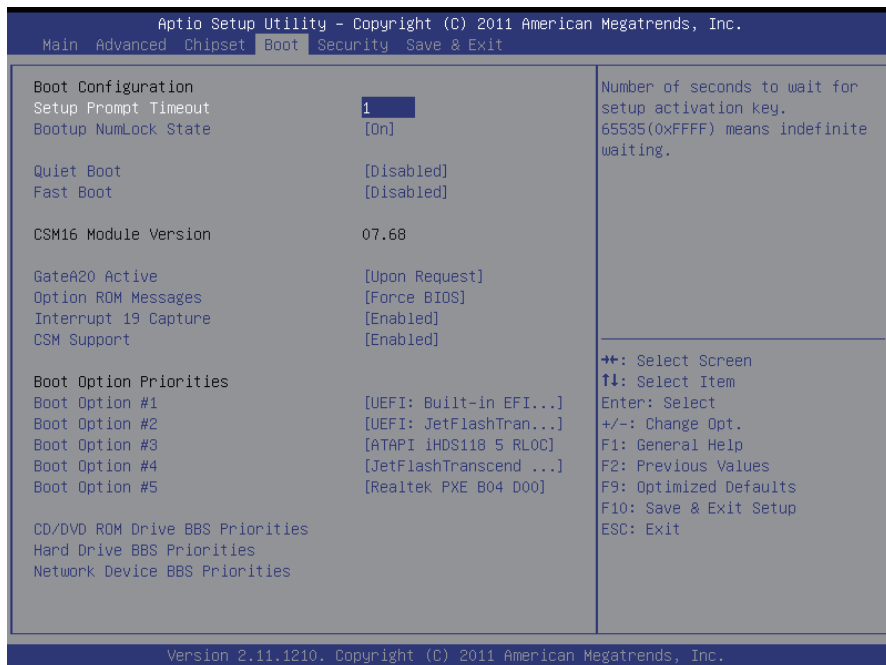 Aptio Setup Utility – Copyright (C) 2011 American Megatrends, Inc.
Main Advanced Chipset Boot Security Save & Exit
Boot Configuration
Setup Prompt Timeout 1
Bootup NumLock State [On]
Quiet Boot [Disabled]
Fast Boot [Disabled]
CSM16 Module Version 07.68
GateA20 Active [Upon Request]
Option ROM Messages [Force BIOS]
Interrupt 19 Capture [Enabled]
CSM Support [Enabled]
Boot Option Priorities
Boot Option #1 [UEFI: Built-in EFI...]
Boot Option #2 [UEFI: JetFlashTran...]
Boot Option #3 [ATAPI iHDS118 5 RL0C]
Boot Option #4 [JetFlashTranscend ...]
Boot Option #5 [Realtek PXE B04 D00]
CD/DVD ROM Drive BBS Priorities
Hard Drive BBS Priorities
Network Device BBS Priorities
Number of seconds to wait for
setup activation key.
65535(0xFFFF) means indefinite
waiting.
→←: Select Screen
↑↓: Select Item
Enter: Select
+/-: Change Opt.
F1: General Help
F2: Previous Values
F9: Optimized Defaults
F10: Save & Exit Setup
ESC: Exit
Version 2.11.1210. Copyright (C) 2011 American Megatrends, Inc.